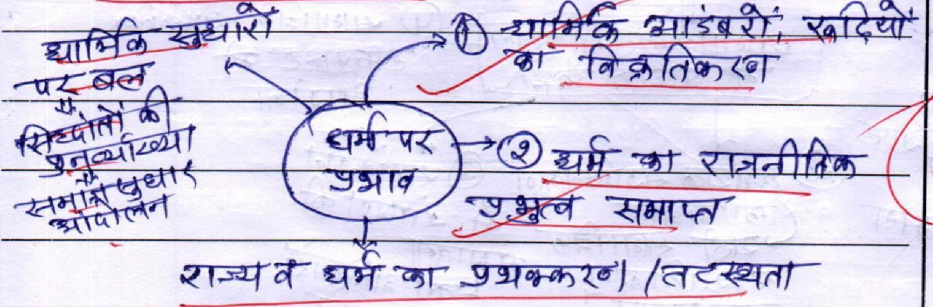 धार्मिक सुधारों
पर बल
⇓
सिद्धांतों की
पुनर्व्याख्या
⇓
समाज सुधार
आंदोलन
धर्म पर
प्रभाव
① धार्मिक आडंबरों, रूढ़ियों
का विकृतिकरण
② धर्म का राजनीतिक
प्रभुत्व समाप्त
राज्य व धर्म का पृथक्करण / तटस्थता